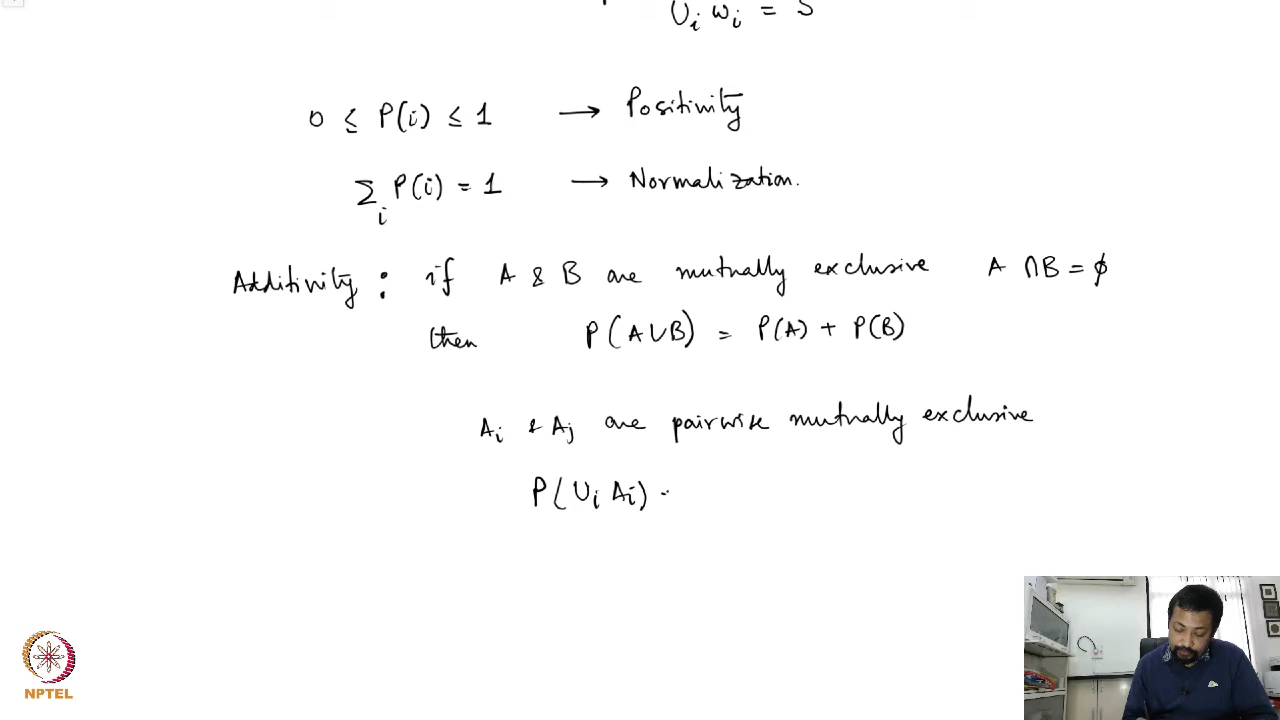 ∪ᵢ ωᵢ = S
0 ≤ P(i) ≤ 1 → Positivity
∑ᵢ P(i) = 1 → Normalization.
Additivity : if A & B are mutually exclusive A ∩B = ϕ
then P(A∪B) = P(A) + P(B)
Aᵢ & Aⱼ are pairwise mutually exclusive
P(∪ᵢ Aᵢ)
NPTEL